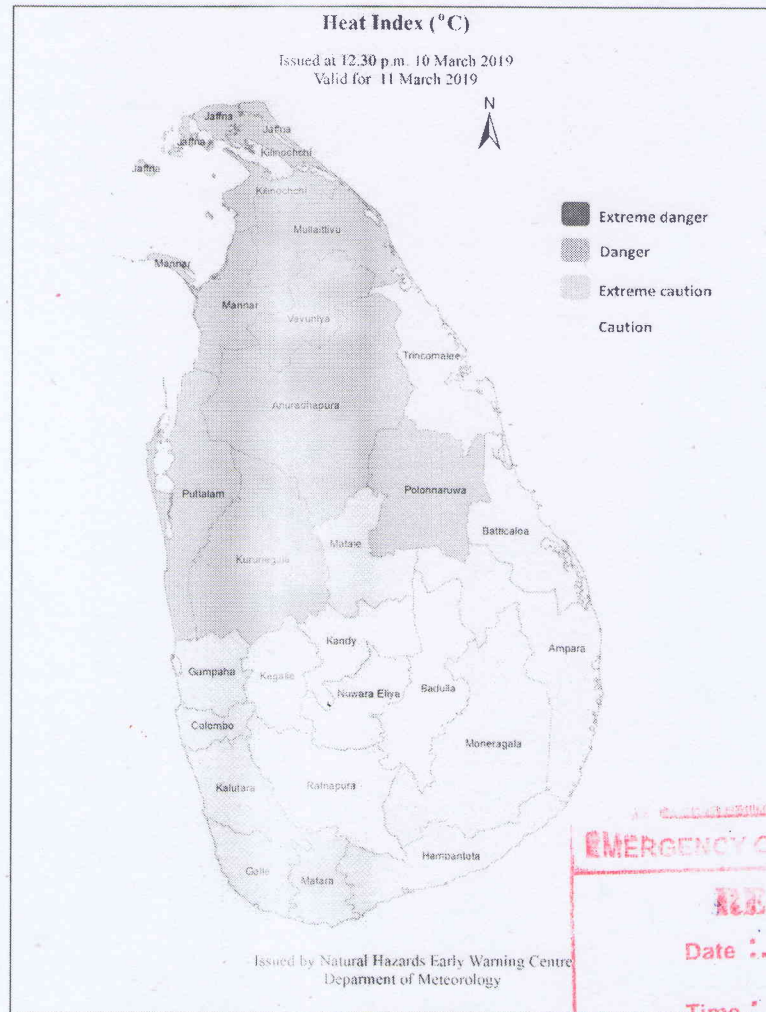 Heat Index (°C)
Issued at 12.30 p.m. 10 March 2019
Valid for 11 March 2019
N
Jaffna
Jaffna
Jaffna
Kilinochchi
Jaffna
Kilinochchi
Mullaitivu
Extreme danger
Danger
Mannar
Extreme caution
Mannar
Vavuniya
Caution
Trincomalee
Anuradhapura
Puttalam
Polonnaruwa
Batticaloa
Matale
Kurunegala
Kandy
Ampara
Gampaha
Kegalle
Nuwara Eliya
Badulla
Colombo
Moneragala
Kalutara
Ratnapura
EMERGENCY
Hambantota
Galle
Matara
Date :
Issued by Natural Hazards Early Warning Centre
Deparment of Meteorology
Time :